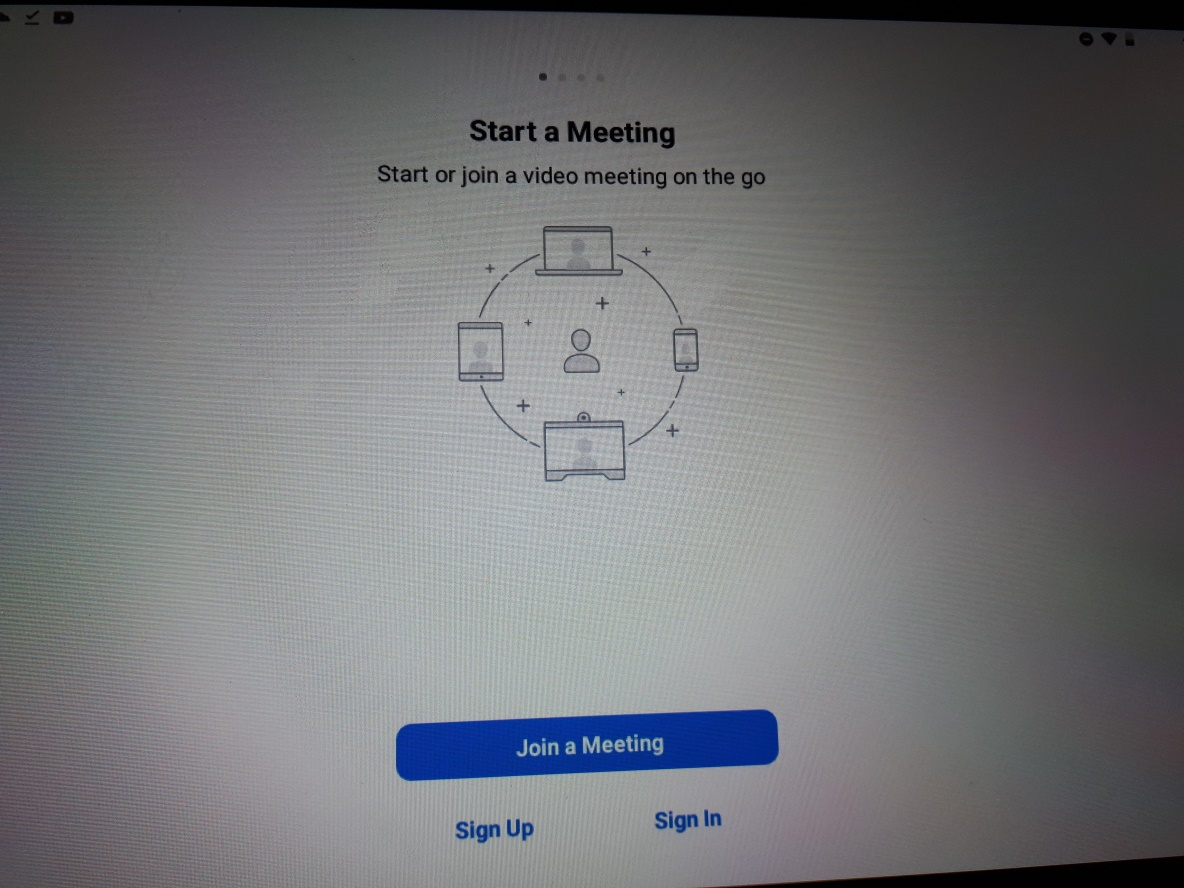 Start a Meeting
Start or join a video meeting on the go
Join a Meeting
Sign Up
Sign In